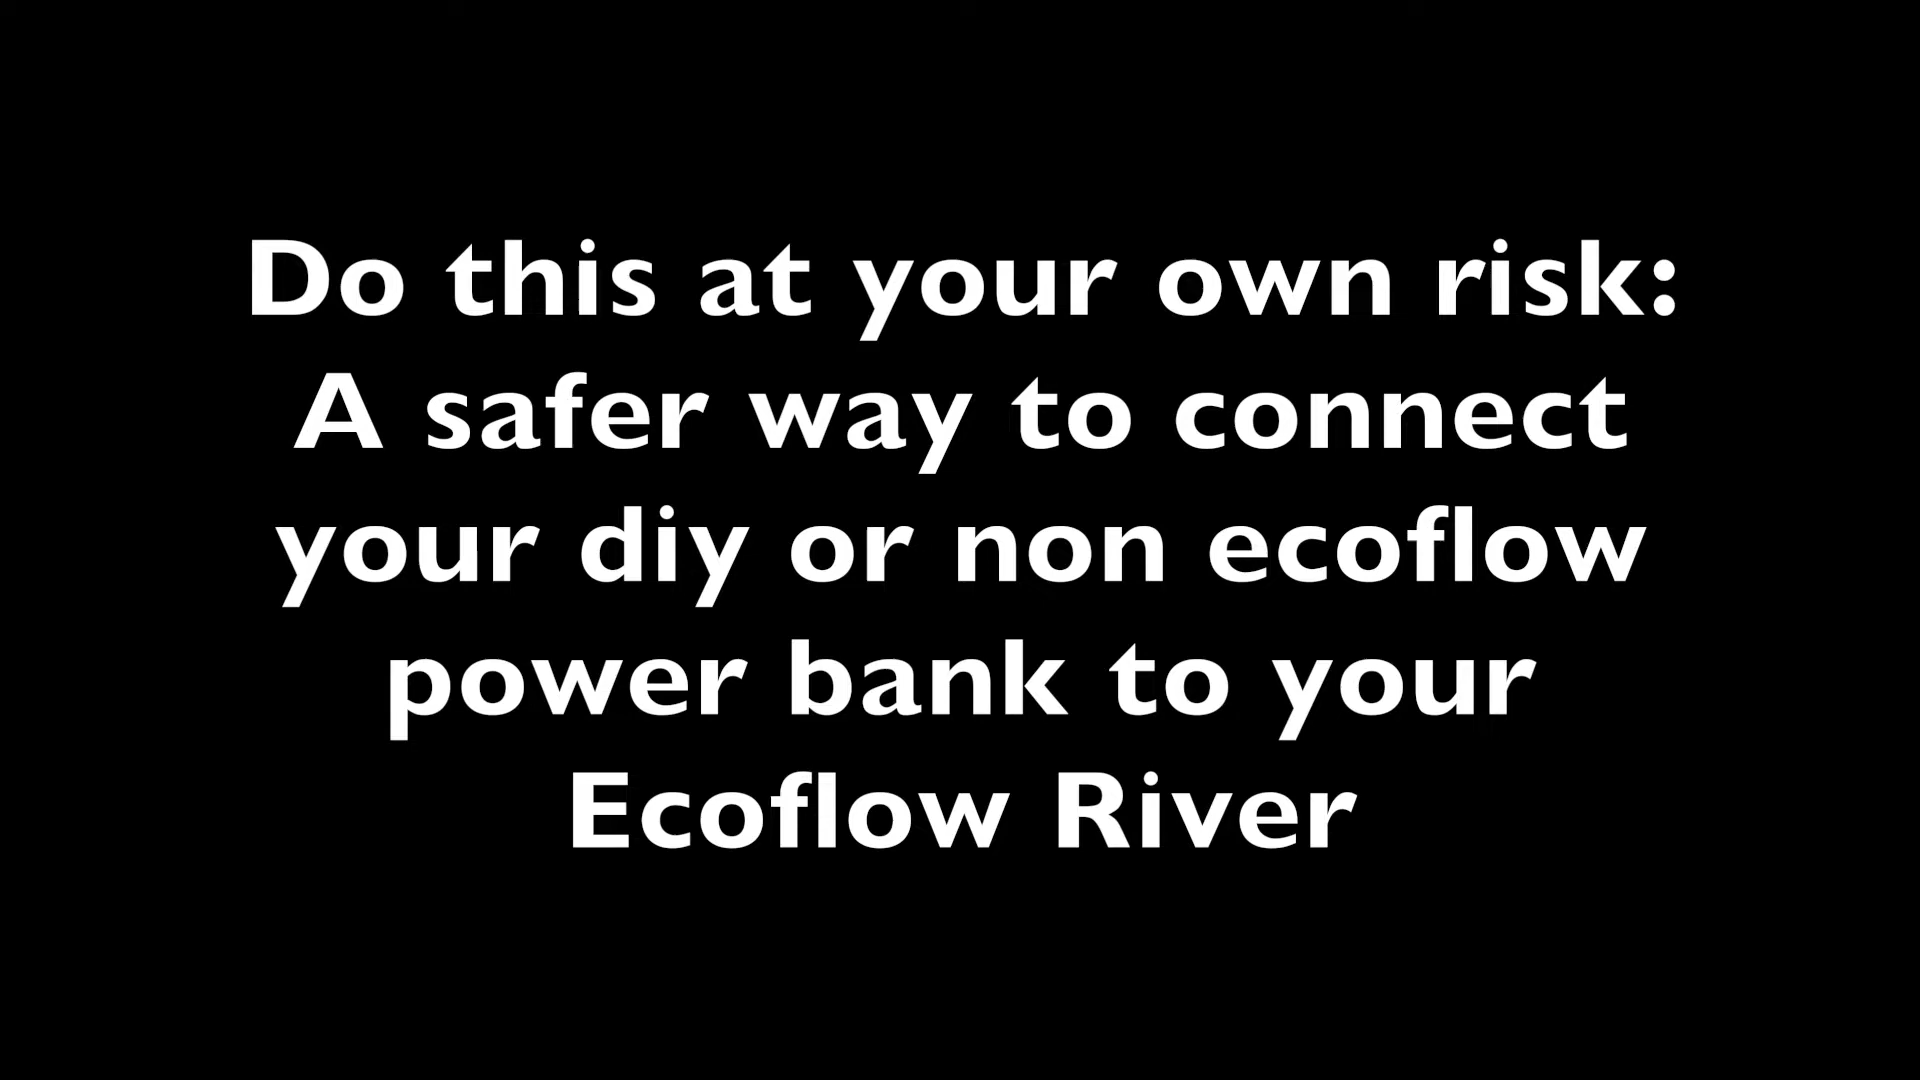 Do this at your own risk:
A safer way to connect
your diy or non ecoflow
power bank to your
Ecoflow River